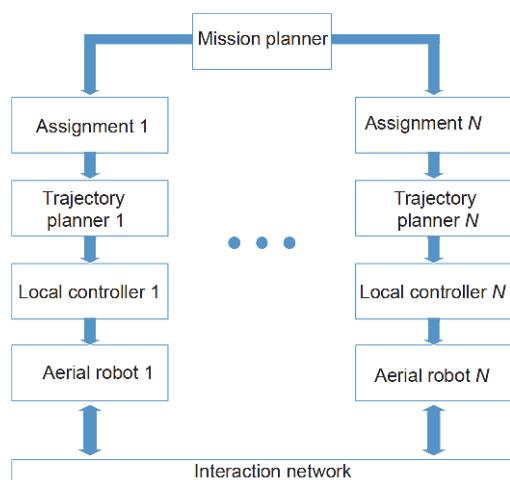 Mission planner
Assignment 1
Assignment N
Trajectory
planner 1
Trajectory
planner N
Local controller 1
Local controller N
Aerial robot 1
Aerial robot N
Interaction network